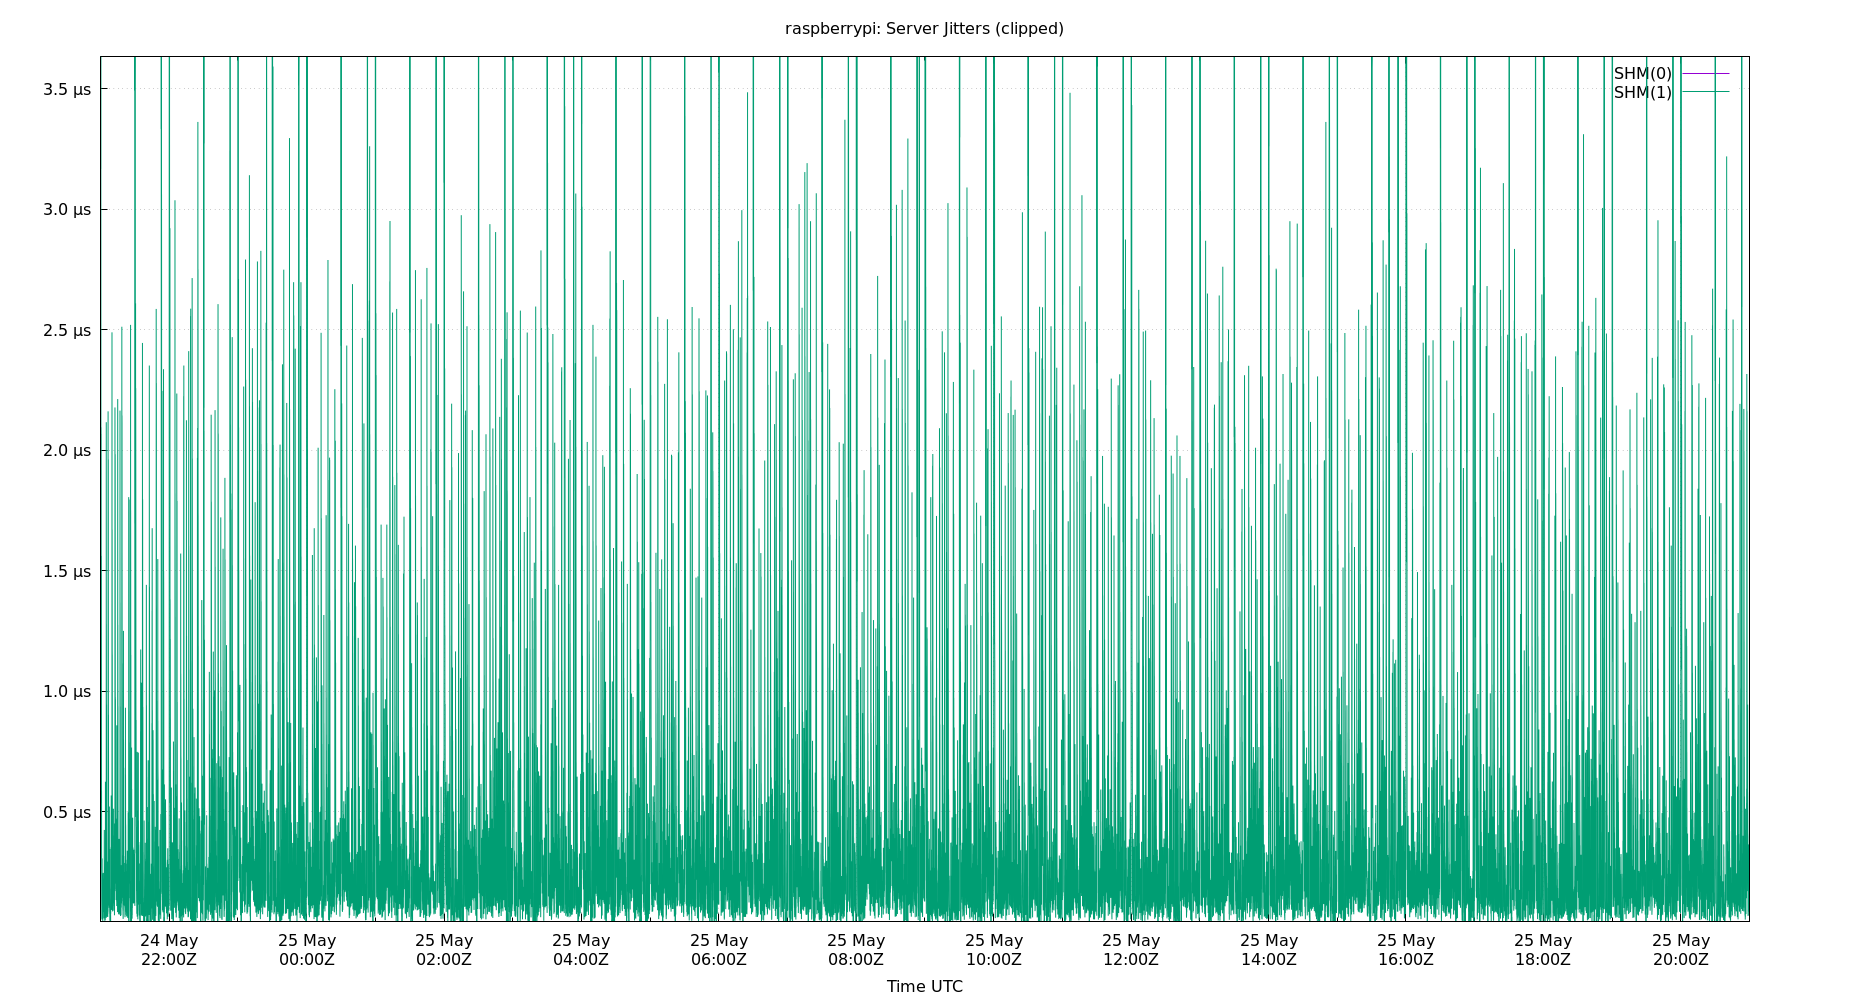 raspberrypi: Server Jitters (clipped)
SHM(0)
SHM(1)
3.5 µs
3.0 µs
2.5 µs
2.0 µs
1.5 µs
1.0 µs
0.5 µs
24 May 25 May 25 May 25 May 25 May 25 May 25 May 25 May 25 May 25 May 25 May 25 May
22:00Z 00:00Z 02:00Z 04:00Z 06:00Z 08:00Z 10:00Z 12:00Z 14:00Z 16:00Z 18:00Z 20:00Z
Time UTC